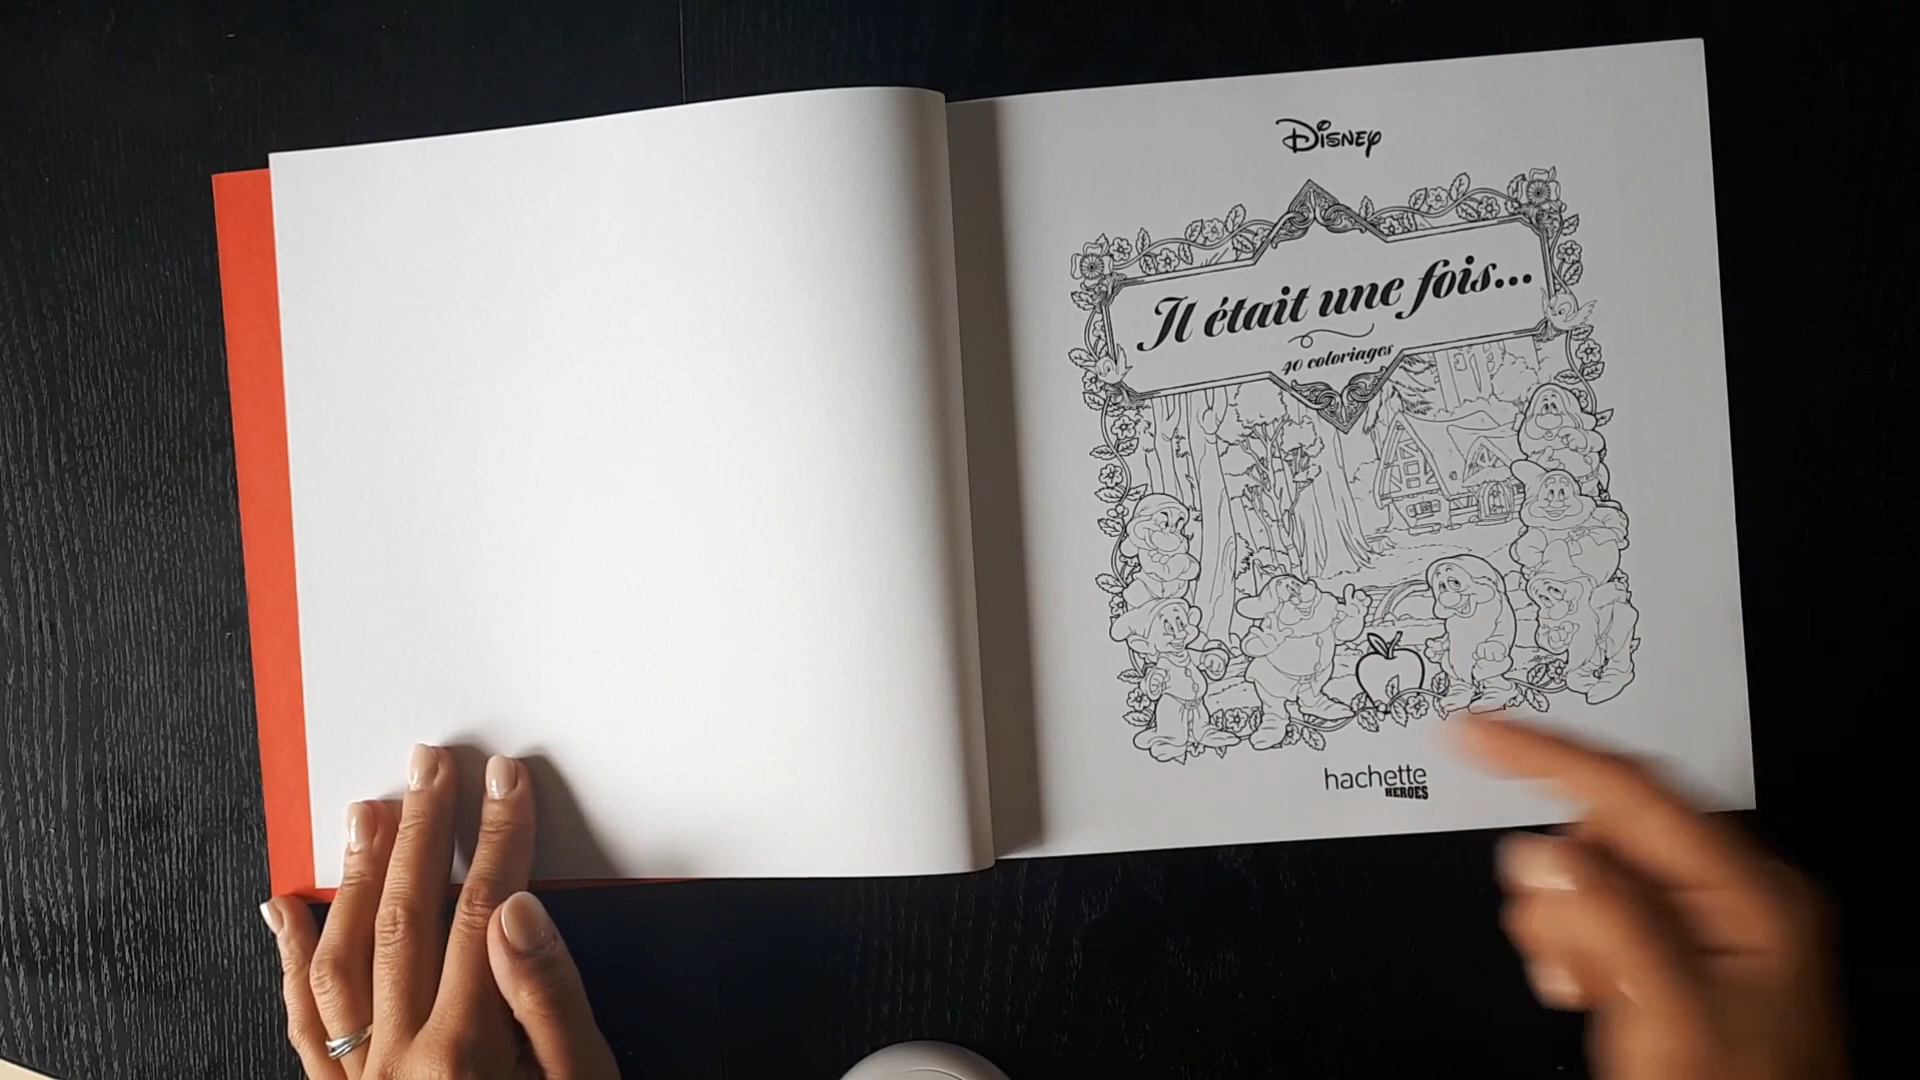 Disney
Il était une fois...
40 coloriages
hachette
HEROES